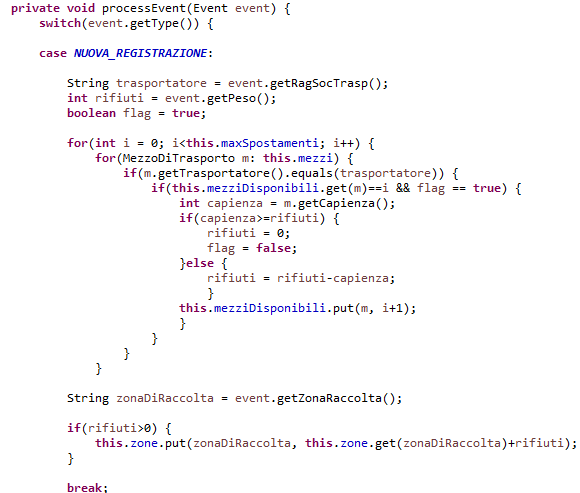 private void processEvent(Event event) {
    switch(event.getType()) {

    case NUOVA_REGISTRAZIONE:

        String trasportatore = event.getRagSocTrasp();
        int rifiuti = event.getPeso();
        boolean flag = true;

        for(int i = 0; i<this.maxSpostamenti; i++) {
            for(MezzoDiTrasporto m: this.mezzi) {
                if(m.getTrasportatore().equals(trasportatore)) {
                    if(this.mezziDisponibili.get(m)==i && flag == true) {
                        int capienza = m.getCapienza();
                        if(capienza>=rifiuti) {
                            rifiuti = 0;
                            flag = false;
                        }else {
                            rifiuti = rifiuti-capienza;
                            }
                        this.mezziDisponibili.put(m, i+1);
                        }
                    }
                }
            }

        String zonaDiRaccolta = event.getZonaRaccolta();

        if(rifiuti>0) {
            this.zone.put(zonaDiRaccolta, this.zone.get(zonaDiRaccolta)+rifiuti);
        }

        break;